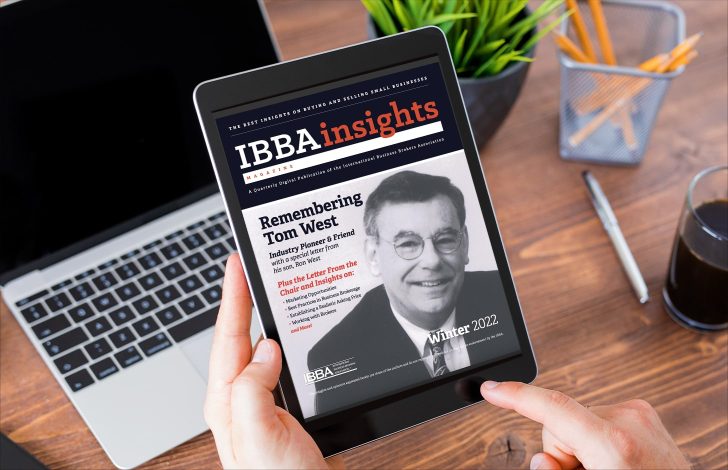 THE BEST INSIGHTS ON BUYING AND SELLING SMALL BUSINESSES
IBBAinsights
MAGAZINE
A Quarterly Digital Publication of the International Business Brokers Association
Remembering
Tom West
Industry Pioneer & Friend
with a special letter from
his son, Ron West
Plus the Letter From the
Chair and Insights on:
- Marketing Opportunities
- Best Practices in Business Brokerage
- Establishing a Realistic Asking Price
- Working with Brokers
and More!
Winter 2022
IBBA